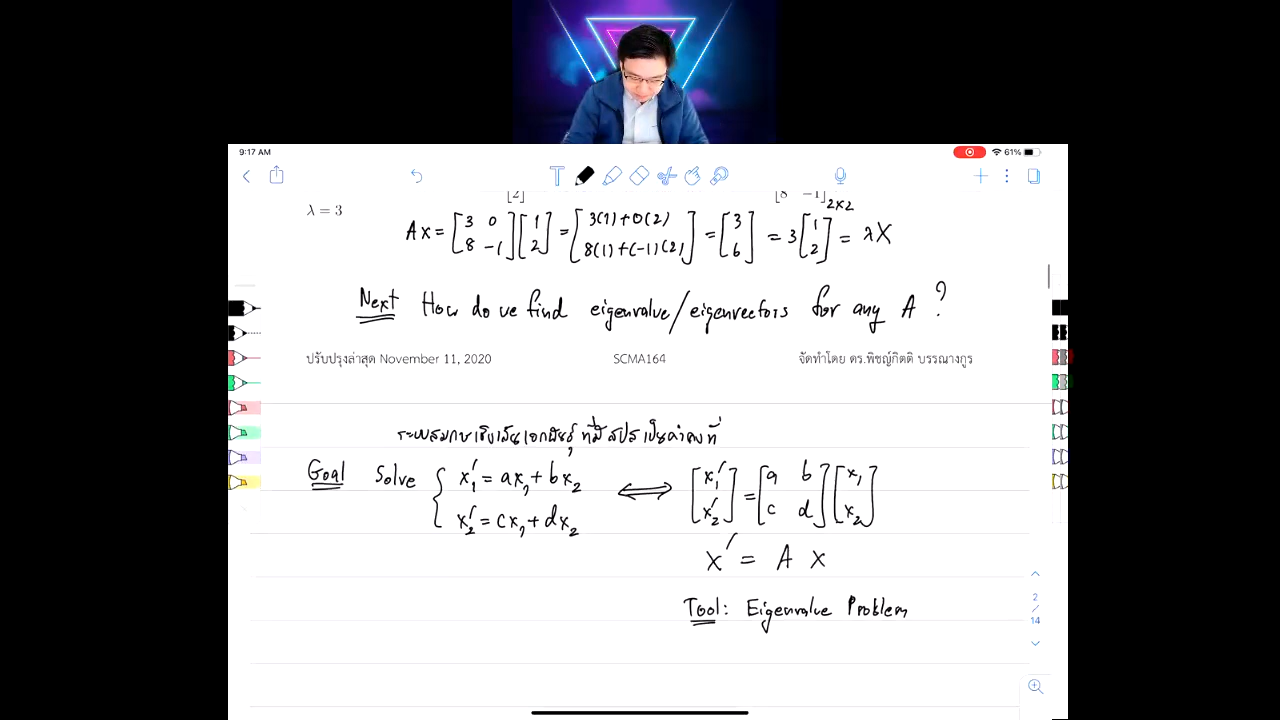 9:17 AM 61%
T
[2] [8 -1] 2x2
λ = 3
Ax = [3 0 8 -1] [1 2] = [3(1)+0(2) 8(1)+(-1)(2)] = [3 6] = 3 [1 2] = λX
Next How do we find eigenvalue/eigenvectors for any A ?
ปรับปรุงล่าสุด November 11, 2020 SCMA164 จัดทำโดย ดร.พิชญ์กิตติ บรรณางกูร
ระบบสมการเชิงเส้นเอกพันธุ์ ที่มีสปส เป็นค่าคงที่
Goal Solve { x₁′ = ax₁ + bx₂ ⟺ [x₁′ x₂′] = [a b c d] [x₁ x₂]
x₂′ = cx₁ + dx₂
x′ = A x
Tool: Eigenvalue Problem
2
/
14